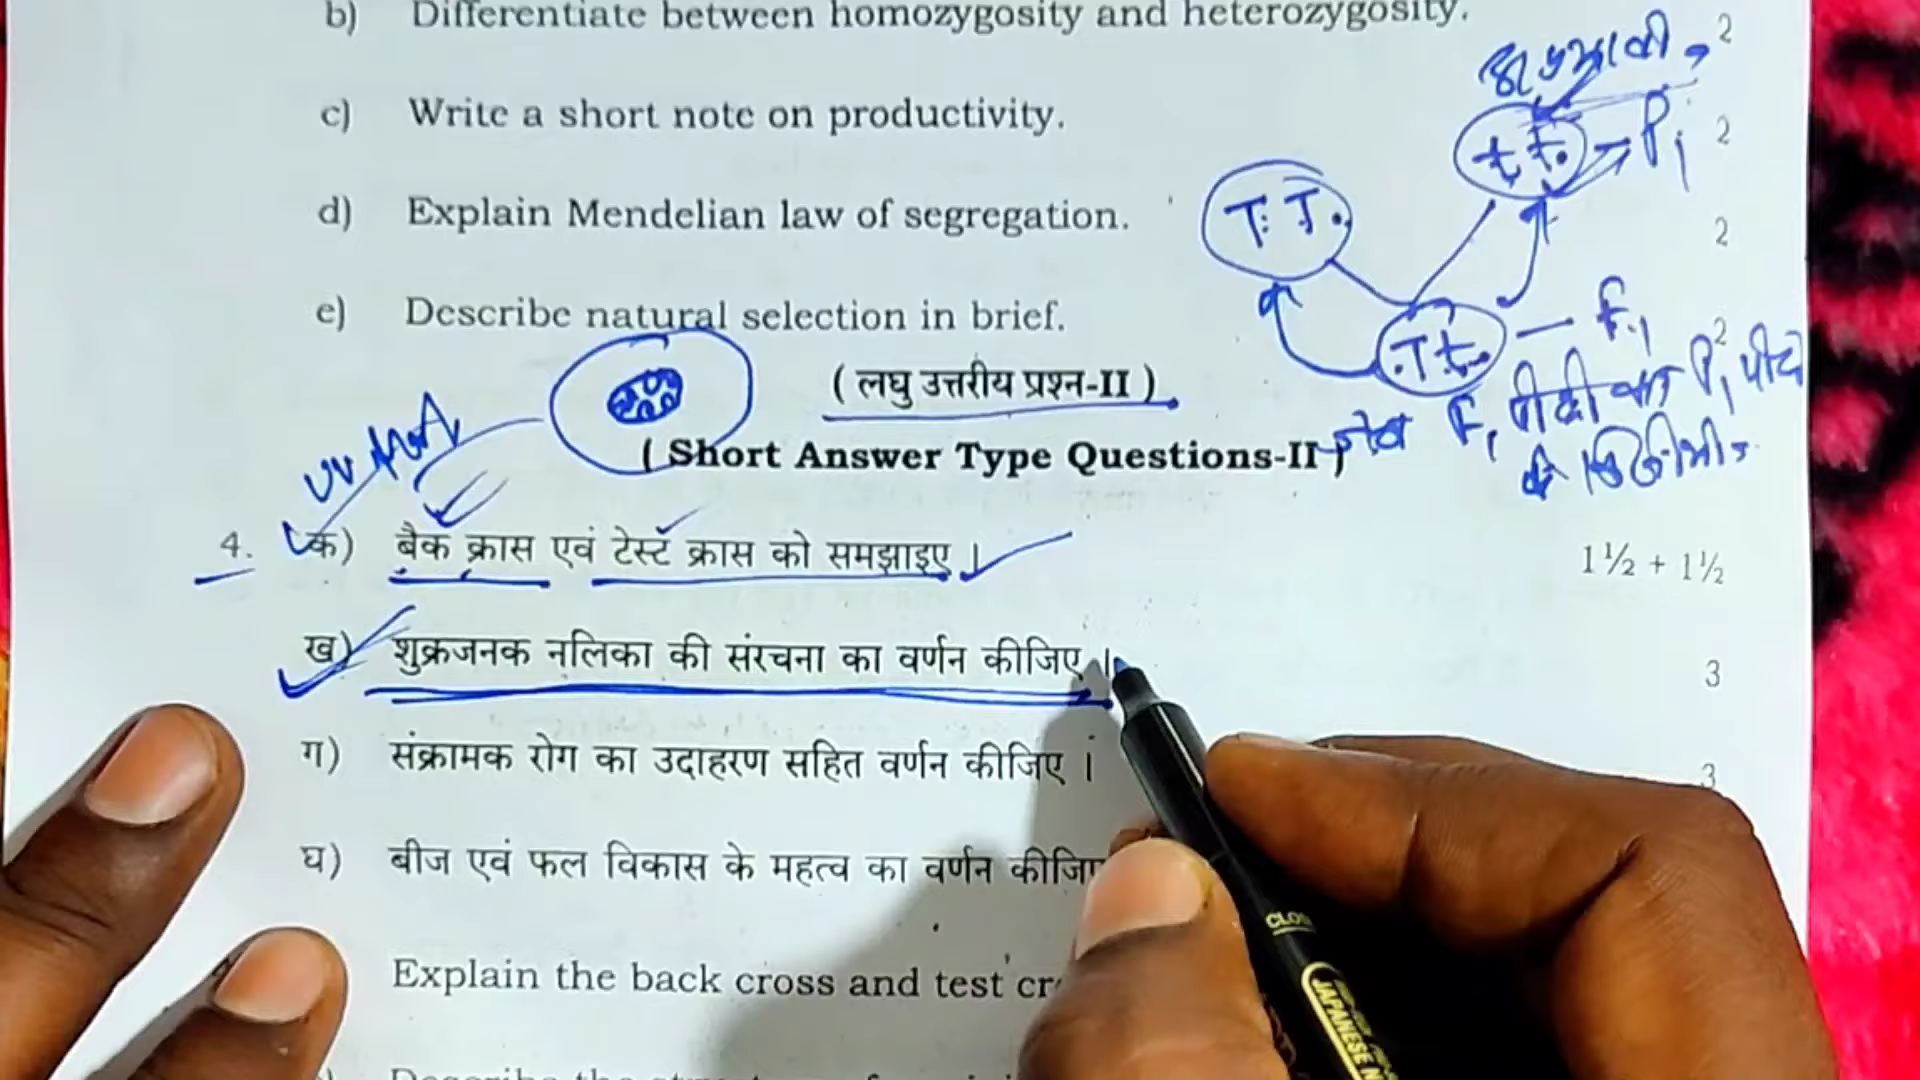 b) Differentiate between homozygosity and heterozygosity. 2
c) Write a short note on productivity. 2
d) Explain Mendelian law of segregation. 2
e) Describe natural selection in brief. 2
T T
t t P1
T t F1
( लघु उत्तरीय प्रश्न-II )
( Short Answer Type Questions-II )
4. क) बैक क्रास एवं टेस्ट क्रास को समझाइए । 1½ + 1½
ख) शुक्रजनक नलिका की संरचना का वर्णन कीजिए । 3
ग) संक्रामक रोग का उदाहरण सहित वर्णन कीजिए । 3
घ) बीज एवं फल विकास के महत्व का वर्णन
Explain the back cross and test
CLO
JAPANESE